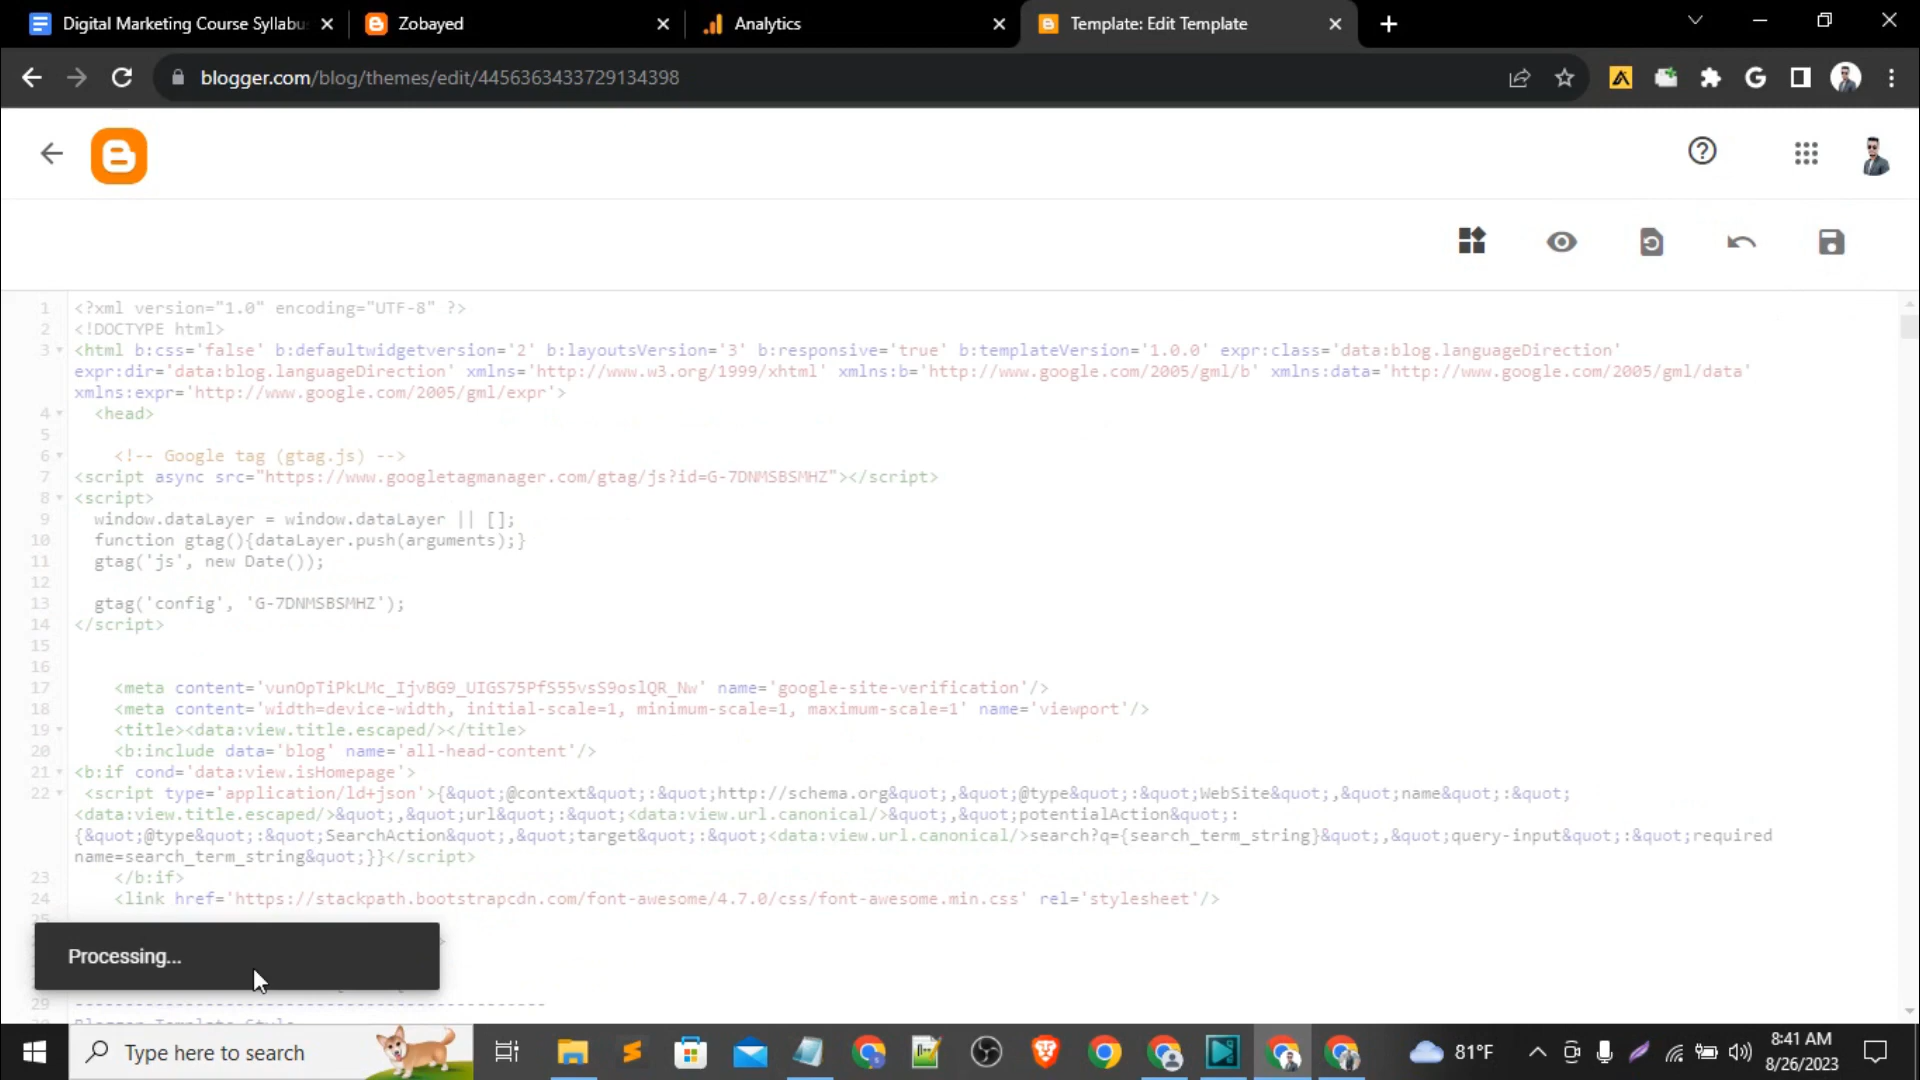 Digital Marketing Course Syllabu
Zobayed
Analytics
Template: Edit Template
blogger.com/blog/themes/edit/4456363433729134398
1 <?xml version="1.0" encoding="UTF-8" ?>
2 <!DOCTYPE html>
3 <html b:css='false' b:defaultwidgetversion='2' b:layoutsVersion='3' b:responsive='true' b:templateVersion='1.0.0' expr:class='data:blog.languageDirection'
expr:dir='data:blog.languageDirection' xmlns='http://www.w3.org/1999/xhtml' xmlns:b='http://www.google.com/2005/gml/b' xmlns:data='http://www.google.com/2005/gml/data'
xmlns:expr='http://www.google.com/2005/gml/expr'>
4 <head>
5
6 <!-- Google tag (gtag.js) -->
7 <script async src="https://www.googletagmanager.com/gtag/js?id=G-7DNMSBSMHZ"></script>
8 <script>
9 window.dataLayer = window.dataLayer || [];
10 function gtag(){dataLayer.push(arguments);}
11 gtag('js', new Date());
12
13 gtag('config', 'G-7DNMSBSMHZ');
14 </script>
15
16
17 <meta content='vunOpTiPkLMc_IjvBG9_UIGS75PfS55vsS9oslQR_Nw' name='google-site-verification'/>
18 <meta content='width=device-width, initial-scale=1, minimum-scale=1, maximum-scale=1' name='viewport'/>
19 <title><data:view.title.escaped/></title>
20 <b:include data='blog' name='all-head-content'/>
21 <b:if cond='data:view.isHomepage'>
22 <script type='application/ld+json'>{&quot;@context&quot;:&quot;http://schema.org&quot;,&quot;@type&quot;:&quot;WebSite&quot;,&quot;name&quot;:&quot;
<data:view.title.escaped/>&quot;,&quot;url&quot;:&quot;<data:view.url.canonical/>&quot;,&quot;potentialAction&quot;:
{&quot;@type&quot;:&quot;SearchAction&quot;,&quot;target&quot;:&quot;<data:view.url.canonical/>search?q={search_term_string}&quot;,&quot;query-input&quot;:&quot;required
name=search_term_string&quot;}}</script>
23 </b:if>
24 <link href='https://stackpath.bootstrapcdn.com/font-awesome/4.7.0/css/font-awesome.min.css' rel='stylesheet'/>
25
Processing...
29 -----------------------------------------------
Blogger Template Style
Type here to search
81°F
8:41 AM
8/26/2023